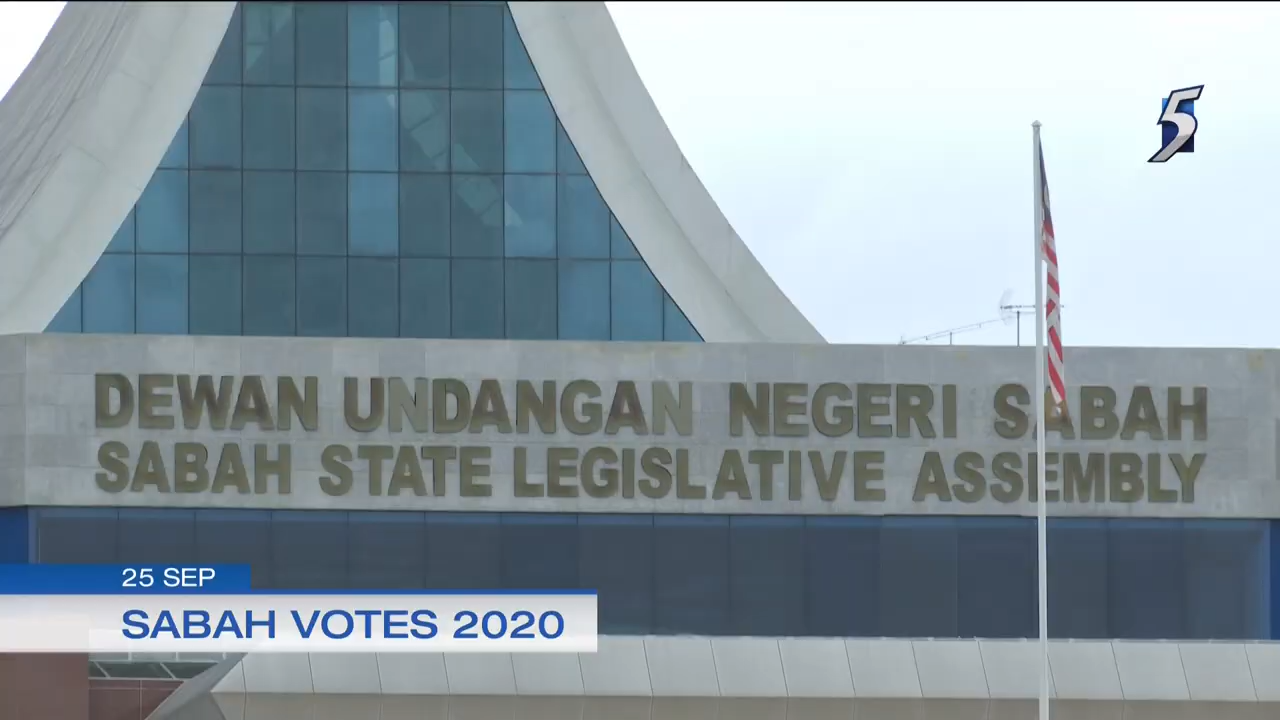 5
DEWAN UNDANGAN NEGERI SABAH
SABAH STATE LEGISLATIVE ASSEMBLY
25 SEP
SABAH VOTES 2020